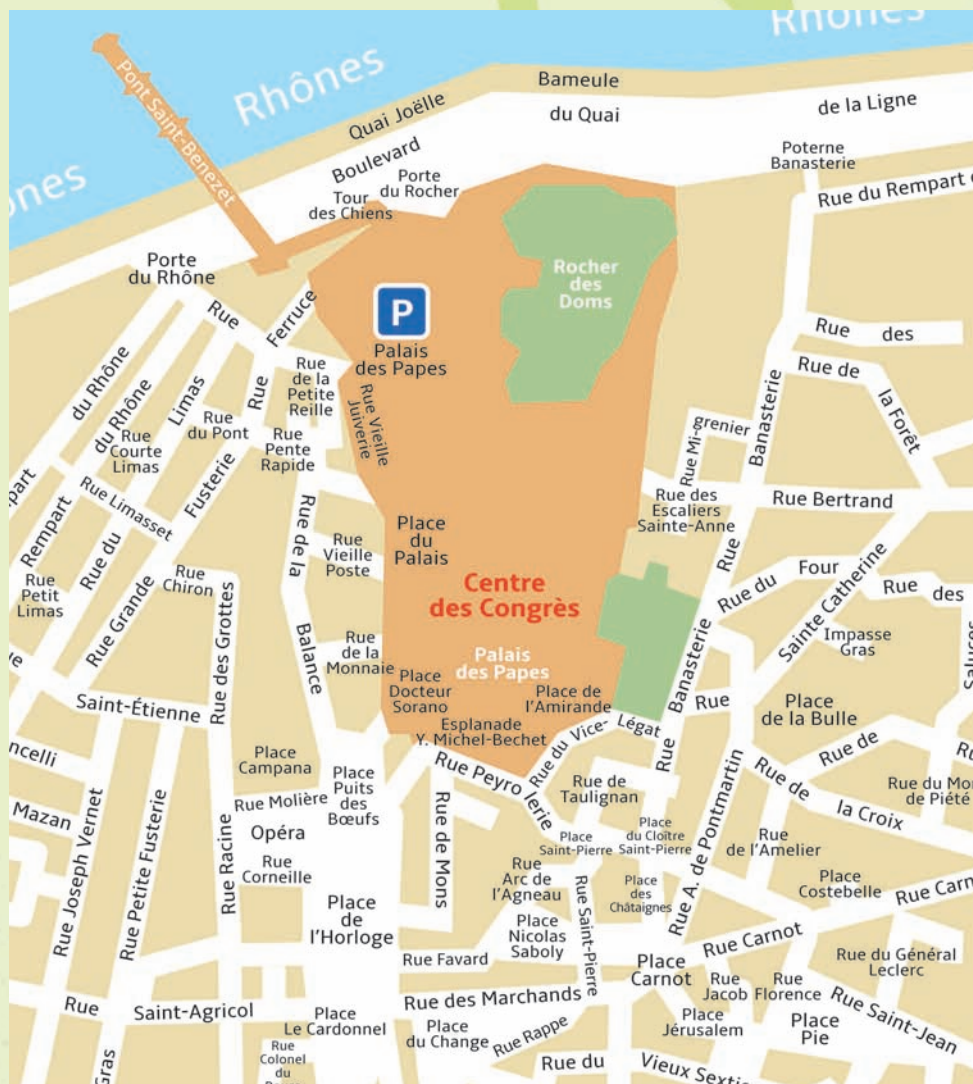 Rhônes
Rhônes
Pont Saint-Benezet
ônes
Quai Joëlle
Bameule
du Quai
de la Ligne
Boulevard
Porte
du Rocher
Tour
des Chiens
Poterne
Banasterie
Rue du Rempart
Porte
du Rhône
Rocher
des
Doms
P
Palais
des Papes
Rue
Ferruce
Rue
Rue
de la
Petite
Reille
Rue Vieille
Juiverie
Rue
des
Rue de
la Forêt
du Rhône
du Rhône
Limas
Rue
du Pont
Rue
Courte
Limas
Rue
Pente
Rapide
Fusterie
Rue Limasset
Rue Mi-
grenier
Banasterie
Rue Bertrand
Rue des
Escaliers
Sainte-Anne
part
Rempart
Rue du
Rue
Petit
Limas
Rue Grande
Rue
Chiron
Rue des Grottes
Rue de la
Balance
Rue
Vieille
Poste
Place
du
Palais
Centre
des Congrès
Rue
Rue du
Four
Sainte Catherine
Rue
des
Impasse
Gras
Saluces
Rue
de la
Monnaie
Palais
des Papes
Place
Docteur
Sorano
Place de
l'Amirande
Esplanade
Y. Michel-Bechet
Rue du Vice-
Légat
Rue Banasterie
Rue
Place
de la Bulle
Saint-Étienne
ncelli
Mazan
Place
Campana
Rue Molière
Place
Puits
des
Bœufs
Rue Peyro
lerie
Rue de
Taulignan
Rue de
la Croix
Rue de
Ru
Rue du Mo
de Piété
Opéra
Rue
Corneille
Rue Racine
Rue Petite Fusterie
Rue Joseph Vernet
Place
de
l'Horloge
Rue de Mons
Place
Saint-Pierre
Place
du Cloître
Saint-Pierre
Rue A. de Pontmartin
Rue
de l'Amelier
Rue
Arc de
l'Agneau
Rue Saint-Pierre
Place
des
Châtaignes
Place
Costebelle
Rue Carn
Place
Nicolas
Saboly
Rue Favard
Rue Carnot
Place
Carnot
Rue du Général
Leclerc
Rue
Saint-Agricol
Rue des Marchands
Rue
Jacob
Rue
Florence
Rue Saint-Jean
Place
Le Cardonnel
Place
du Change
Rue Rappe
Place
Jérusalem
Place
Pie
Rue
Colonel
du
Gras
Rue du
Vieux Sextie